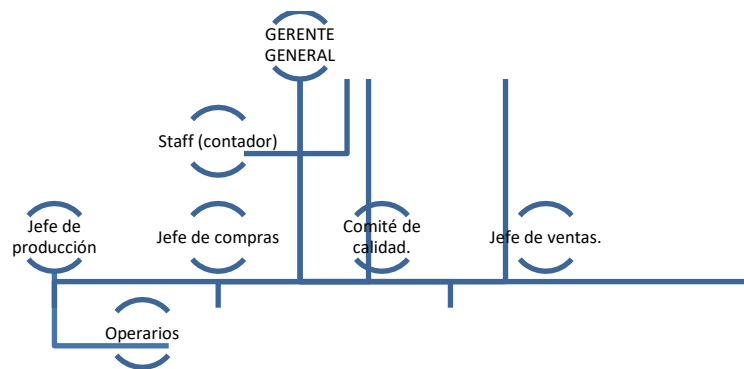 GERENTE
GENERAL
Staff (contador)
Jefe de
producción
Jefe de compras
Comité de
calidad.
Jefe de ventas.
Operarios